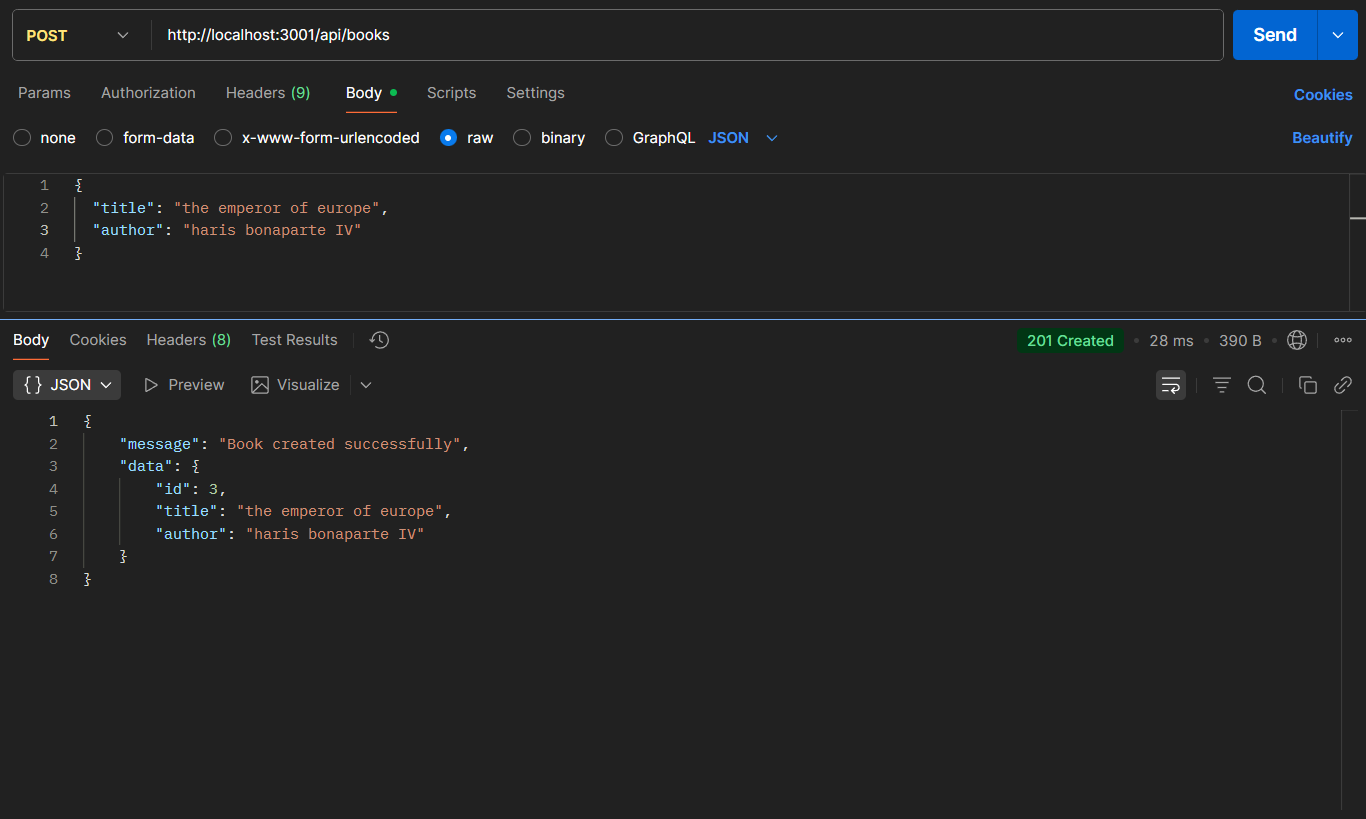 POST http://localhost:3001/api/books Send
Params Authorization Headers (9) Body Scripts Settings Cookies
none form-data x-www-form-urlencoded raw binary GraphQL JSON Beautify
1 {
2 "title": "the emperor of europe",
3 "author": "haris bonaparte IV"
4 }
Body Cookies Headers (8) Test Results 201 Created 28 ms 390 B
{} JSON Preview Visualize
1 {
2 "message": "Book created successfully",
3 "data": {
4 "id": 3,
5 "title": "the emperor of europe",
6 "author": "haris bonaparte IV"
7 }
8 }